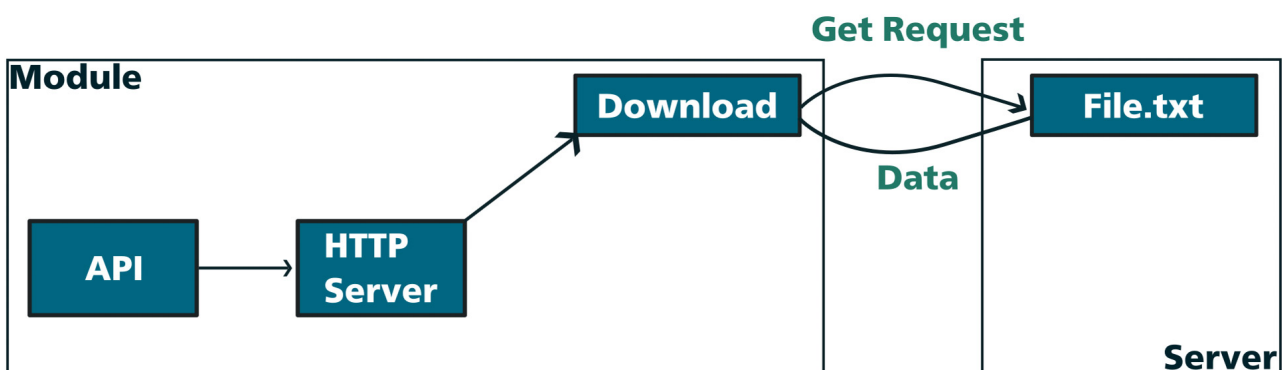 Get Request
Module
Download
File.txt
Data
API
HTTP
Server
Server